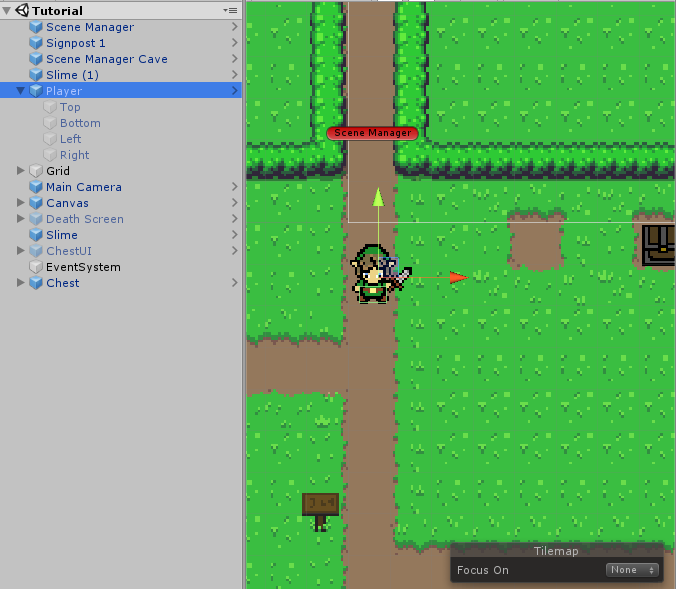 Tutorial
Scene Manager
Signpost 1
Scene Manager Cave
Slime (1)
Player
Top
Bottom
Left
Right
Grid
Main Camera
Canvas
Death Screen
Slime
ChestUI
EventSystem
Chest
Scene Manager
Tilemap
Focus On None